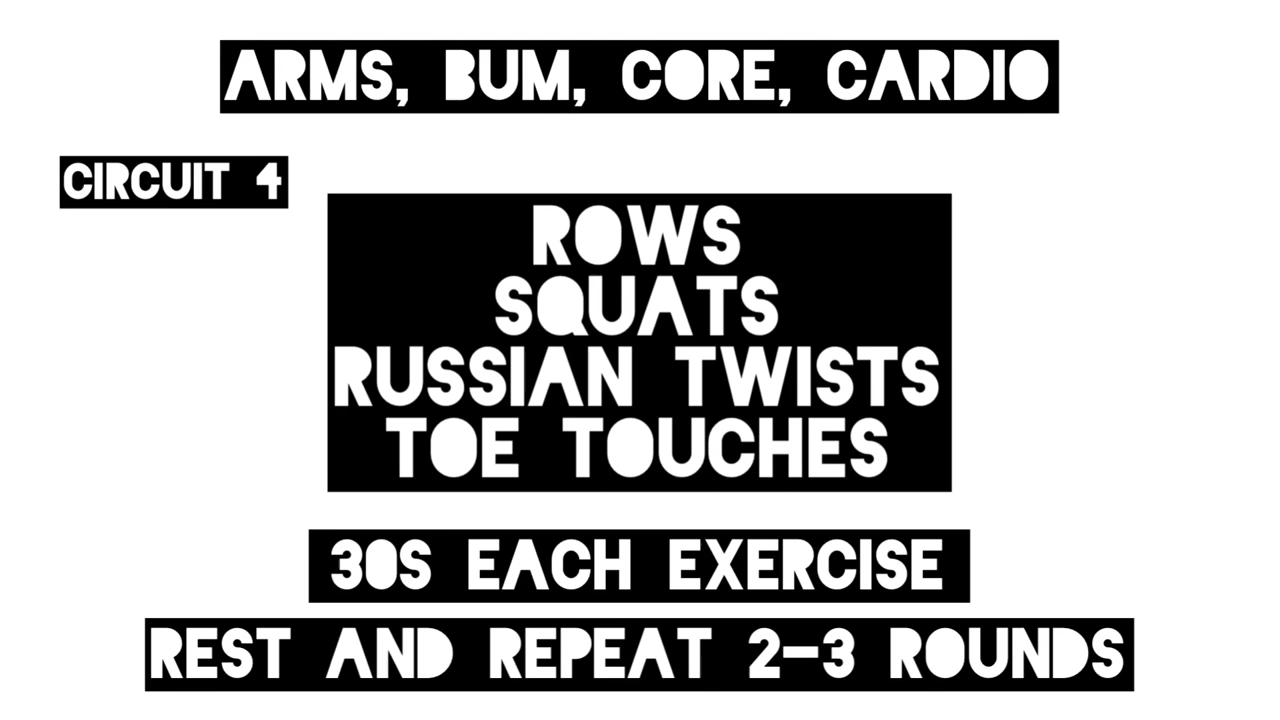 ARMS, BUM, CORE, CARDIO
CIRCUIT 4
ROWS
SQUATS
RUSSIAN TWISTS
TOE TOUCHES
30S EACH EXERCISE
REST AND REPEAT 2-3 ROUNDS